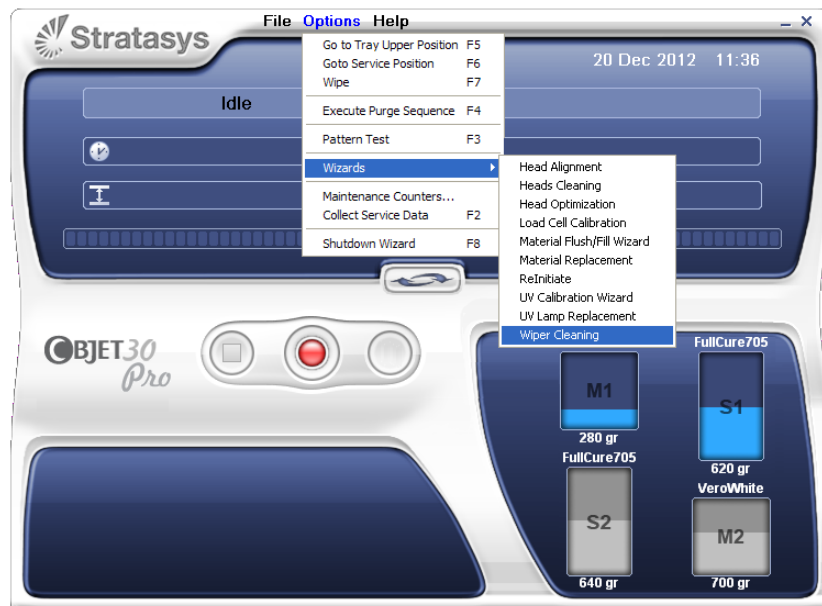 Stratasys
File Options Help
20 Dec 2012 11:36
Idle
Go to Tray Upper Position F5
Goto Service Position F6
Wipe F7
Execute Purge Sequence F4
Pattern Test F3
Wizards
Maintenance Counters...
Collect Service Data F2
Shutdown Wizard F8
Head Alignment
Heads Cleaning
Head Optimization
Load Cell Calibration
Material Flush/Fill Wizard
Material Replacement
ReInitiate
UV Calibration Wizard
UV Lamp Replacement
Wiper Cleaning
OBJET30
Pro
M1
280 gr
FullCure705
S1
620 gr
FullCure705
S2
640 gr
VeroWhite
M2
700 gr